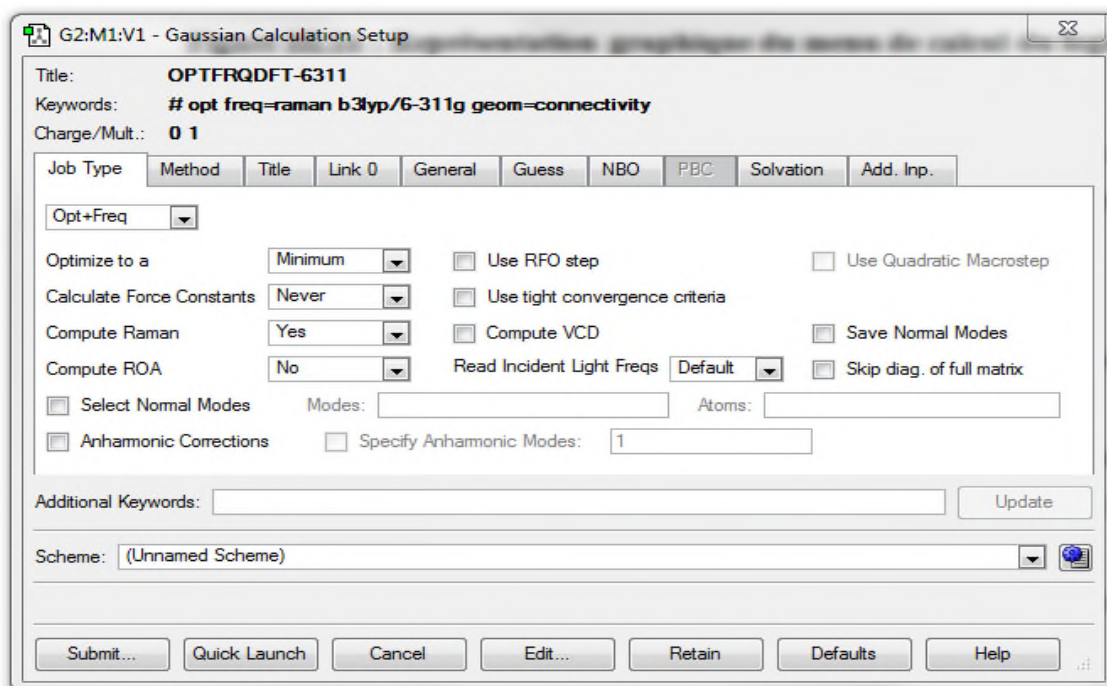 G2:M1:V1 - Gaussian Calculation Setup
Title: OPTFRQDFT-6311
Keywords: # opt freq=raman b3lyp/6-311g geom=connectivity
Charge/Mult.: 0 1
Job Type Method Title Link 0 General Guess NBO PBC Solvation Add. Inp.
Opt+Freq
Optimize to a Minimum Use RFO step Use Quadratic Macrostep
Calculate Force Constants Never Use tight convergence criteria
Compute Raman Yes Compute VCD Save Normal Modes
Compute ROA No Read Incident Light Freqs Default Skip diag. of full matrix
Select Normal Modes Modes: Atoms:
Anharmonic Corrections Specify Anharmonic Modes: 1
Additional Keywords: Update
Scheme: (Unnamed Scheme)
Submit... Quick Launch Cancel Edit... Retain Defaults Help